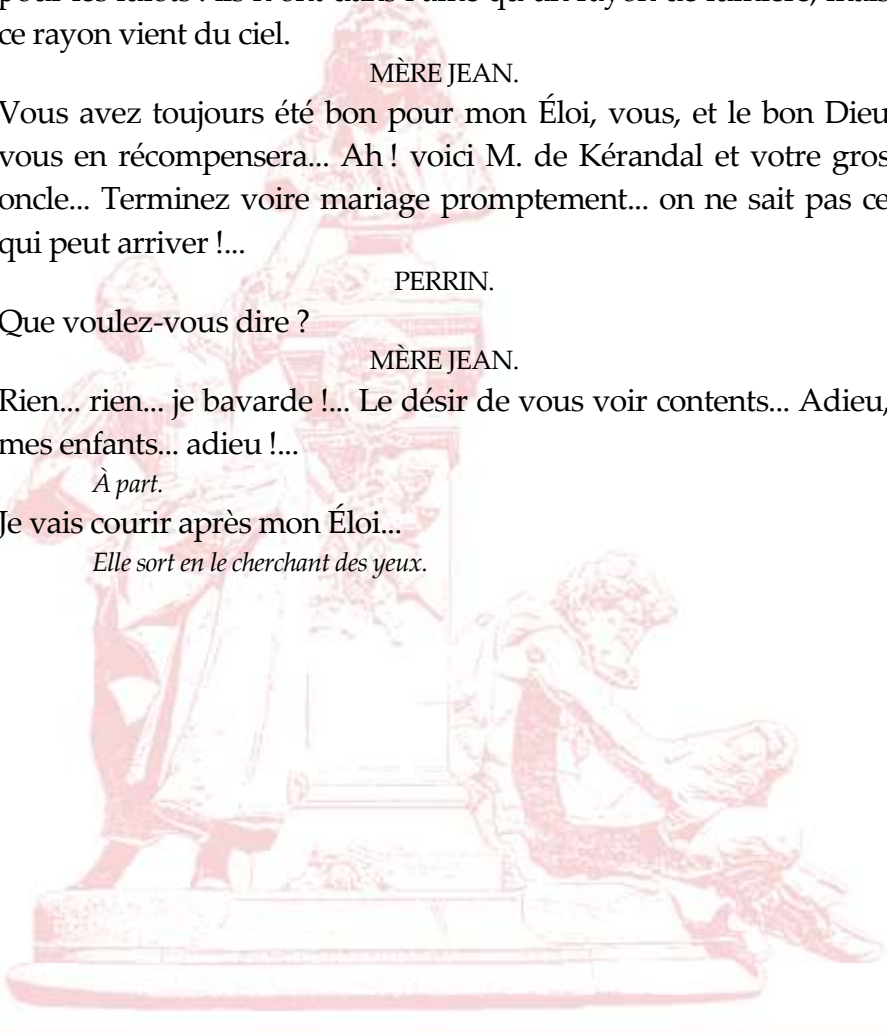 ce rayon vient du ciel.
MÈRE JEAN.
Vous avez toujours été bon pour mon Éloi, vous, et le bon Dieu
vous en récompensera... Ah ! voici M. de Kérandal et votre gros
oncle... Terminez voire mariage promptement... on ne sait pas ce
qui peut arriver !...
PERRIN.
Que voulez-vous dire ?
MÈRE JEAN.
Rien... rien... je bavarde !... Le désir de vous voir contents... Adieu,
mes enfants... adieu !...
À part.
Je vais courir après mon Éloi...
Elle sort en le cherchant des yeux.